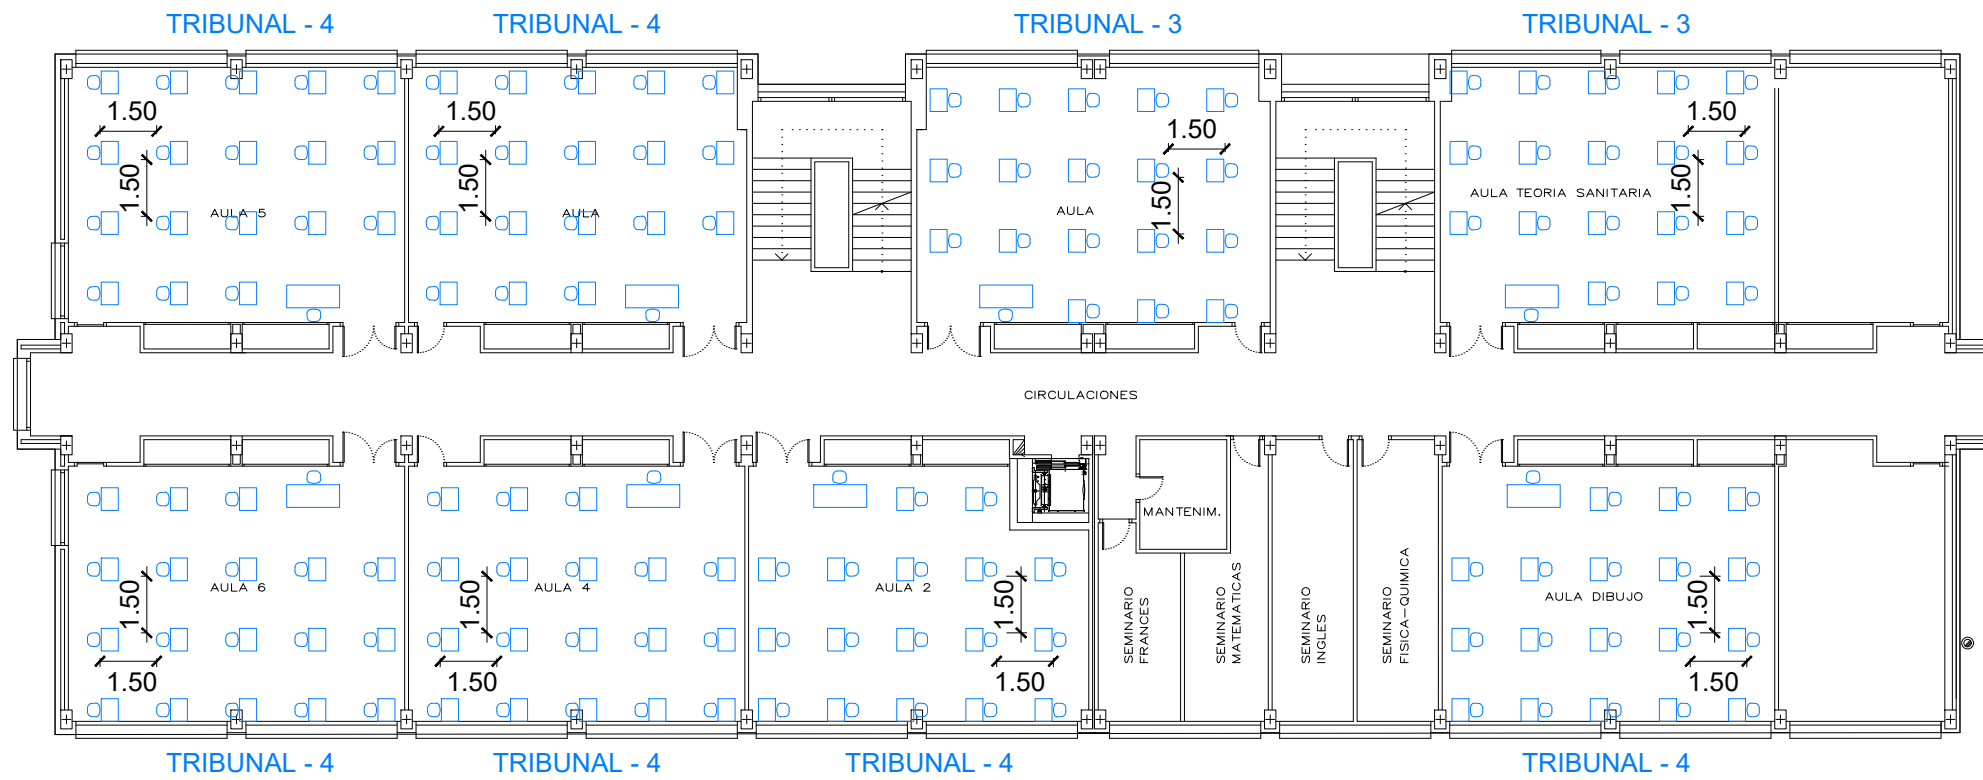 TRIBUNAL - 4
TRIBUNAL - 4
TRIBUNAL - 3
TRIBUNAL - 3
1.50
1.50
1.50
1.50
1.50
1.50
1.50
1.50
AULA 5
AULA
AULA
AULA TEORIA SANITARIA
CIRCULACIONES
MANTENIM.
AULA 6
AULA 4
AULA 2
AULA DIBUJO
1.50
1.50
1.50
1.50
SEMINARIO
FRANCES
SEMINARIO
MATEMATICAS
SEMINARIO
INGLES
SEMINARIO
FISICA-QUIMICA
1.50
1.50
1.50
1.50
TRIBUNAL - 4
TRIBUNAL - 4
TRIBUNAL - 4
TRIBUNAL - 4